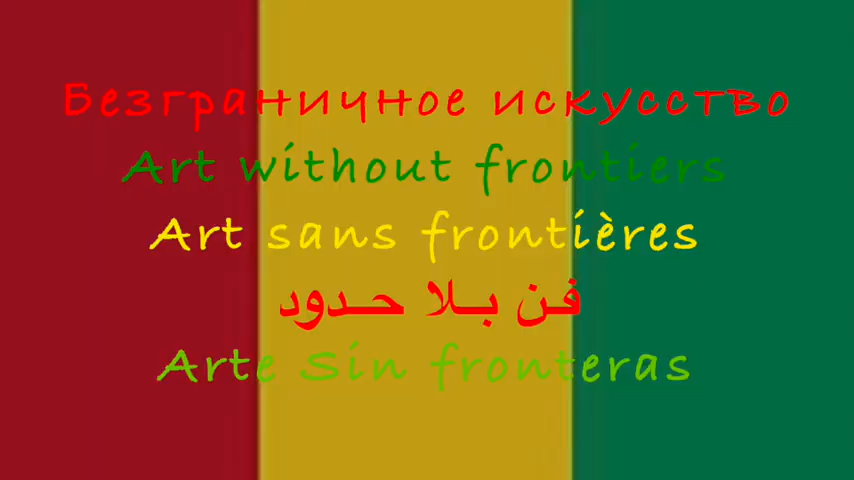 Безграничное искусство
Art without frontiers
Art sans frontières
فن بلا حدود
Arte Sin fronteras